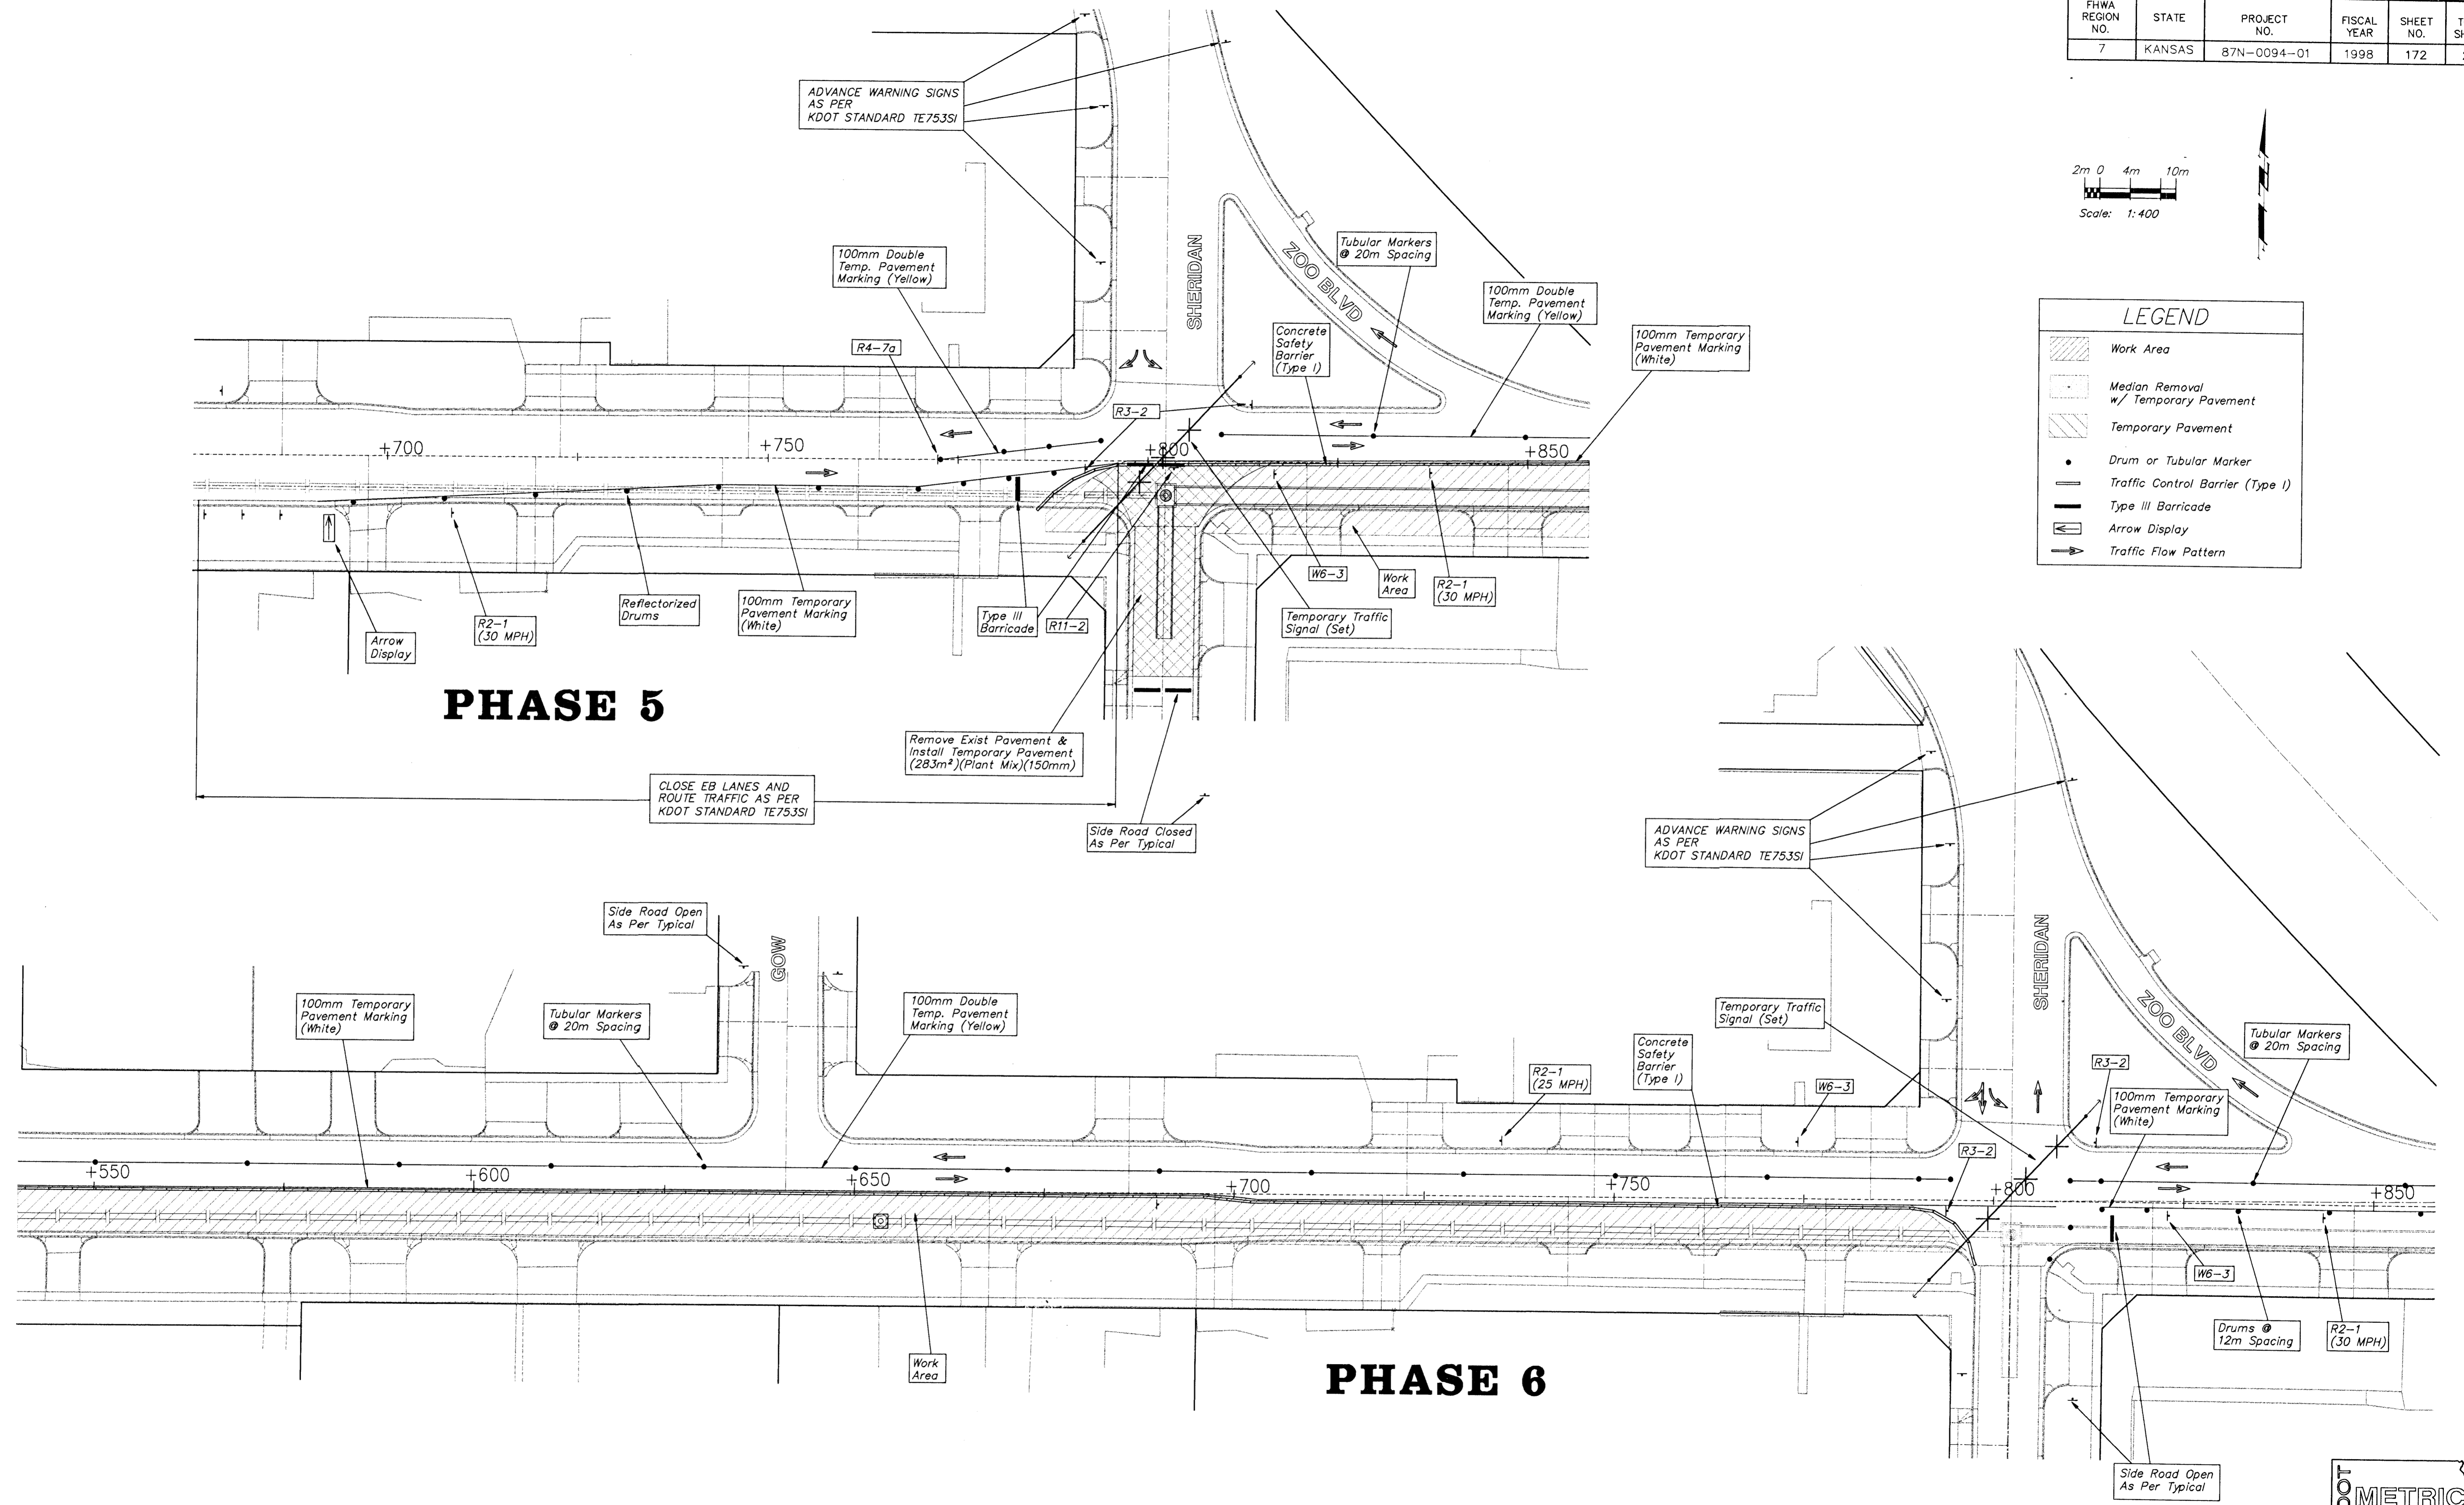 FHWA
REGION
NO.
STATE
PROJECT
NO.
FISCAL
YEAR
SHEET
NO.
7
KANSAS
87N-0094-01
1998
172
2m 0 4m 10m
Scale: 1:400
LEGEND
Work Area
Median Removal
w/ Temporary Pavement
Temporary Pavement
Drum or Tubular Marker
Traffic Control Barrier (Type I)
Type III Barricade
Arrow Display
Traffic Flow Pattern
ADVANCE WARNING SIGNS
AS PER
KDOT STANDARD TE753SI
100mm Double
Temp. Pavement
Marking (Yellow)
R4-7a
SHERIDAN
ZOO BLVD
Tubular Markers
@ 20m Spacing
100mm Double
Temp. Pavement
Marking (Yellow)
Concrete
Safety
Barrier
(Type I)
100mm Temporary
Pavement Marking
(White)
R3-2
+700
+750
+800
+850
Arrow
Display
R2-1
(30 MPH)
Reflectorized
Drums
100mm Temporary
Pavement Marking
(White)
Type III
Barricade
R11-2
W6-3
Work
Area
R2-1
(30 MPH)
Temporary Traffic
Signal (Set)
PHASE 5
Remove Exist Pavement &
Install Temporary Pavement
(283m²)(Plant Mix)(150mm)
CLOSE EB LANES AND
ROUTE TRAFFIC AS PER
KDOT STANDARD TE753SI
Side Road Closed
As Per Typical
ADVANCE WARNING SIGNS
AS PER
KDOT STANDARD TE753SI
Side Road Open
As Per Typical
GOW
100mm Temporary
Pavement Marking
(White)
Tubular Markers
@ 20m Spacing
100mm Double
Temp. Pavement
Marking (Yellow)
Temporary Traffic
Signal (Set)
SHERIDAN
ZOO BLVD
Concrete
Safety
Barrier
(Type I)
R2-1
(25 MPH)
W6-3
Tubular Markers
@ 20m Spacing
R3-2
100mm Temporary
Pavement Marking
(White)
R3-2
+550
+600
+650
+700
+750
+800
+850
W6-3
Drums @
12m Spacing
R2-1
(30 MPH)
Work
Area
PHASE 6
Side Road Open
As Per Typical
METRIC